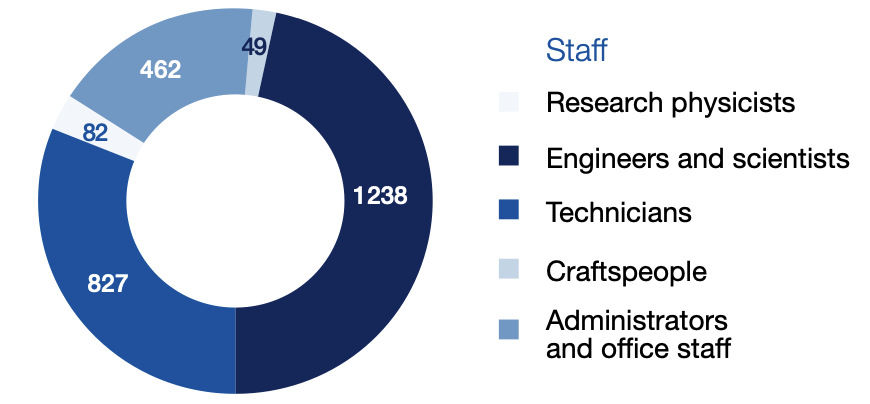 49
462
82
1238
827
Staff
Research physicists
Engineers and scientists
Technicians
Craftspeople
Administrators
and office staff